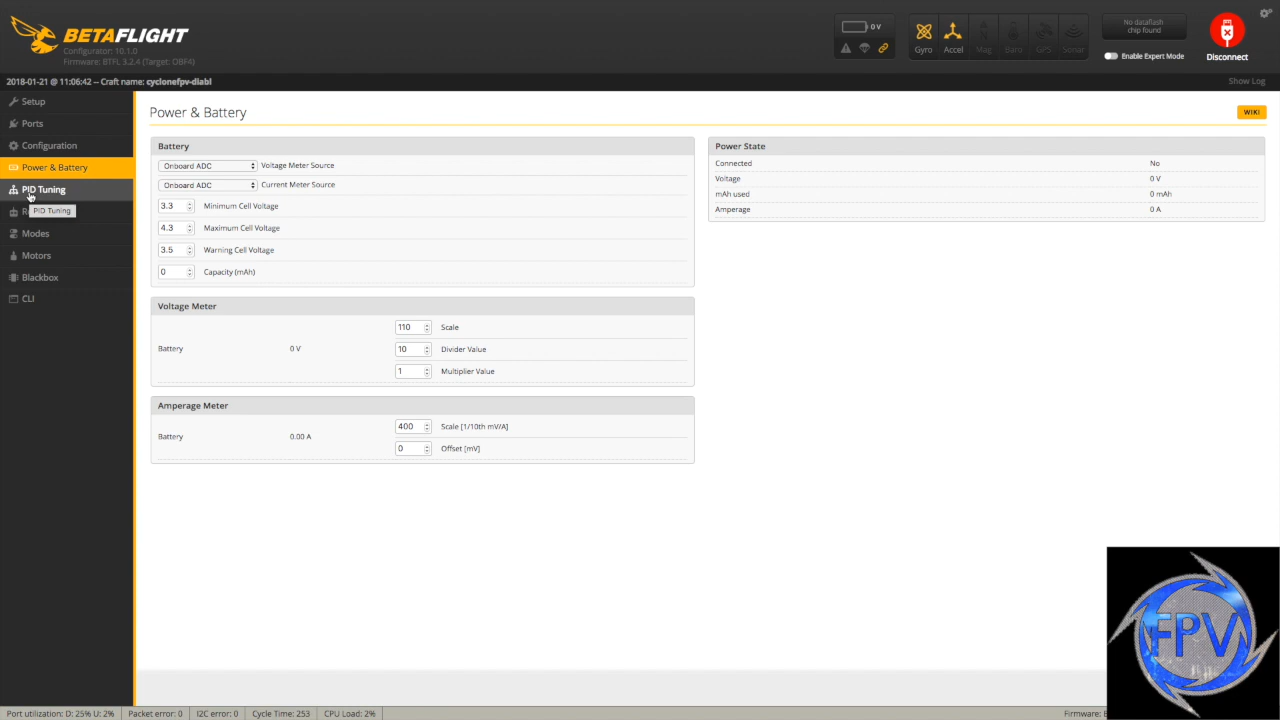 BETAFLIGHT
Configurator: 10.1.0
Firmware: BTFL 3.2.4 (Target: OBF4)
0 V
Gyro Accel Mag Baro GPS Sonar
No dataflash
chip found
Enable Expert Mode
Disconnect
2018-01-21 @ 11:06:42 -- Craft name: cyclonefpv-diabl
Show Log
Setup
Ports
Configuration
Power & Battery
PID Tuning
PID Tuning
Modes
Motors
Blackbox
CLI
Power & Battery
WIKI
Battery
Onboard ADC Voltage Meter Source
Onboard ADC Current Meter Source
3.3 Minimum Cell Voltage
4.3 Maximum Cell Voltage
3.5 Warning Cell Voltage
0 Capacity (mAh)
Power State
Connected No
Voltage 0 V
mAh used 0 mAh
Amperage 0 A
Voltage Meter
Battery 0 V
110 Scale
10 Divider Value
1 Multiplier Value
Amperage Meter
Battery 0.00 A
400 Scale [1/10th mV/A]
0 Offset [mV]
FPV
Port utilization: D: 25% U: 2% Packet error: 0 I2C error: 0 Cycle Time: 253 CPU Load: 2% Firmware: